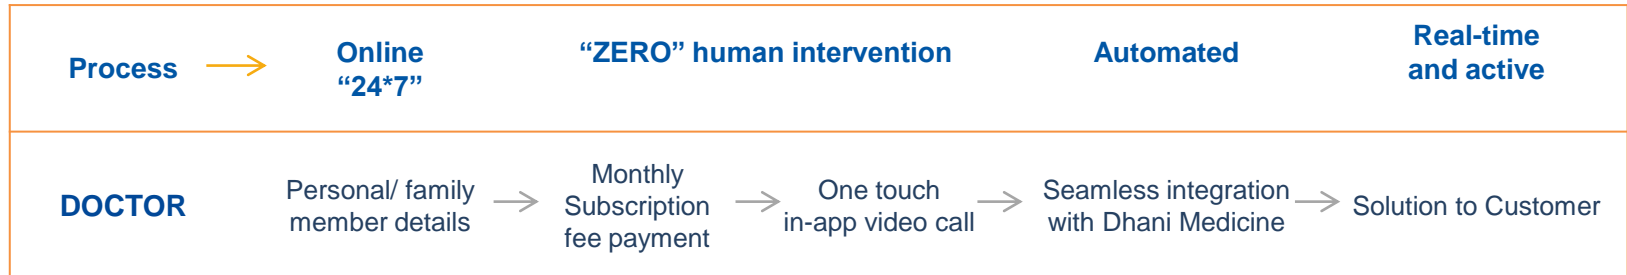 Process
Online
“24*7”
“ZERO” human intervention
Automated
Real-time
and active
DOCTOR
Personal/ family
member details
Monthly
Subscription
fee payment
One touch
in-app video call
Seamless integration
with Dhani Medicine
Solution to Customer